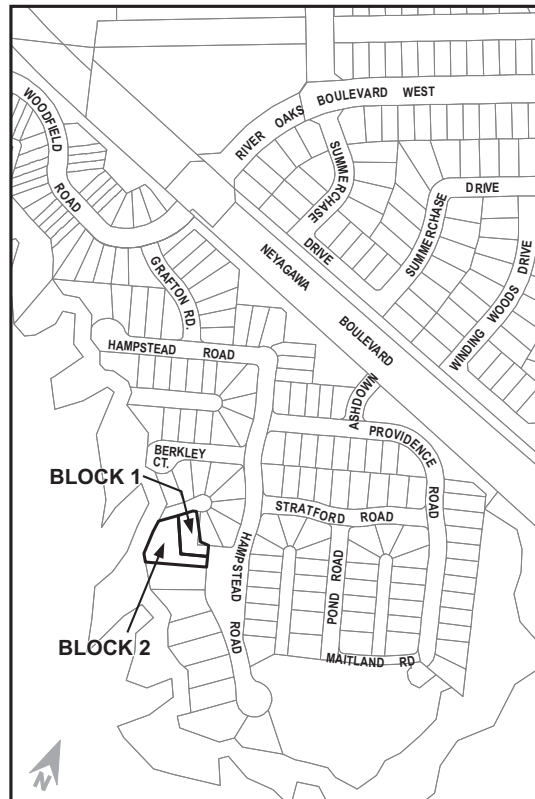 WOODFIELD
ROAD
RIVER OAKS BOULEVARD WEST
SUMMERCHASE
DRIVE
SUMMERCHASE
DRIVE
WINDING WOODS DRIVE
NEYAGAWA
BOULEVARD
GRAFTON RD.
HAMPSTEAD ROAD
ASHDOWN
PROVIDENCE
ROAD
BERKLEY
CT.
BLOCK 1
STRATFORD ROAD
HAMPSTEAD
ROAD
POND ROAD
BLOCK 2
MAITLAND RD
N